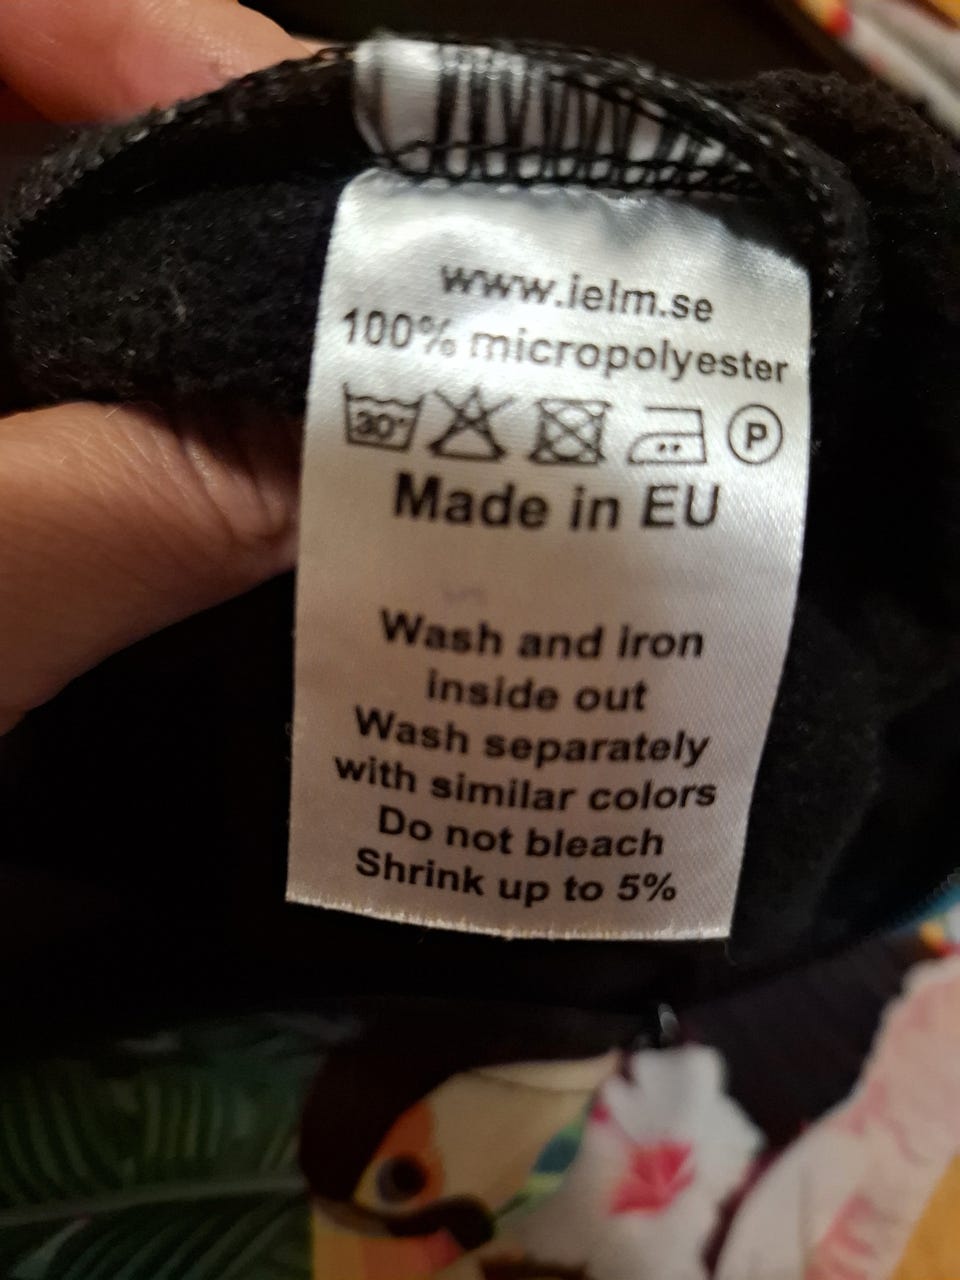 www.ielm.se
100% micropolyester
30° P
Made in EU
Wash and iron
inside out
Wash separately
with similar colors
Do not bleach
Shrink up to 5%